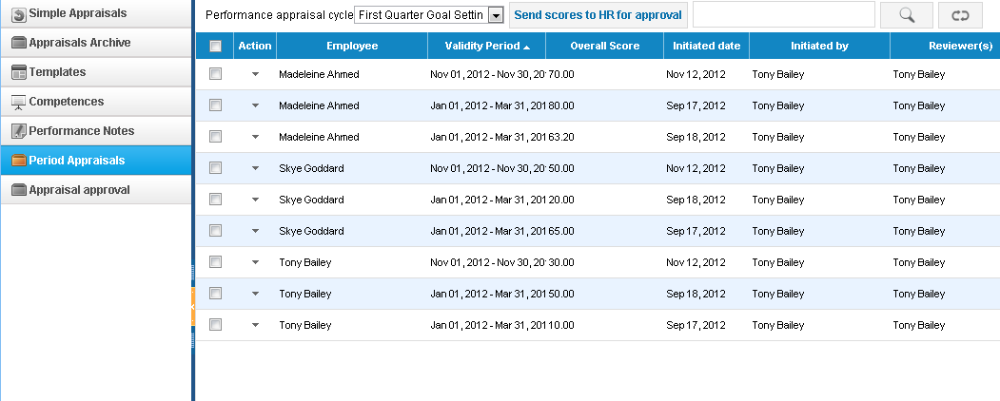 Simple Appraisals
Appraisals Archive
Templates
Competences
Performance Notes
Period Appraisals
Appraisal approval
Performance appraisal cycle First Quarter Goal Settin Send scores to HR for approval
Action Employee Validity Period Overall Score Initiated date Initiated by Reviewer(s)
Madeleine Ahmed Nov 01, 2012 - Nov 30, 20 70.00 Nov 12, 2012 Tony Bailey Tony Bailey
Madeleine Ahmed Jan 01, 2012 - Mar 31, 201 80.00 Sep 17, 2012 Tony Bailey Tony Bailey
Madeleine Ahmed Jan 01, 2012 - Mar 31, 201 63.20 Sep 18, 2012 Tony Bailey Tony Bailey
Skye Goddard Nov 01, 2012 - Nov 30, 20 50.00 Nov 12, 2012 Tony Bailey Tony Bailey
Skye Goddard Jan 01, 2012 - Mar 31, 201 20.00 Sep 18, 2012 Tony Bailey Tony Bailey
Skye Goddard Jan 01, 2012 - Mar 31, 201 65.00 Sep 17, 2012 Tony Bailey Tony Bailey
Tony Bailey Nov 01, 2012 - Nov 30, 20 30.00 Nov 12, 2012 Tony Bailey Tony Bailey
Tony Bailey Jan 01, 2012 - Mar 31, 201 50.00 Sep 18, 2012 Tony Bailey Tony Bailey
Tony Bailey Jan 01, 2012 - Mar 31, 201 10.00 Sep 17, 2012 Tony Bailey Tony Bailey